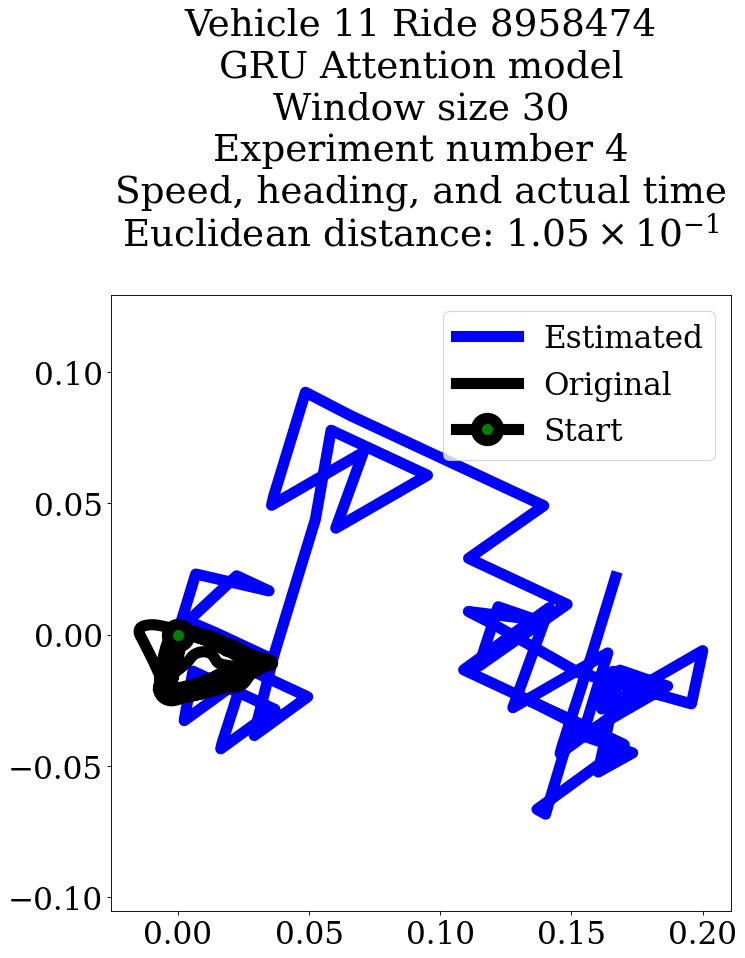 Vehicle 11 Ride 8958474
GRU Attention model
Window size 30
Experiment number 4
Speed, heading, and actual time
Euclidean distance: 1.05 × 10⁻¹
Estimated
Original
Start
0.10
0.05
0.00
−0.05
−0.10
0.00 0.05 0.10 0.15 0.20